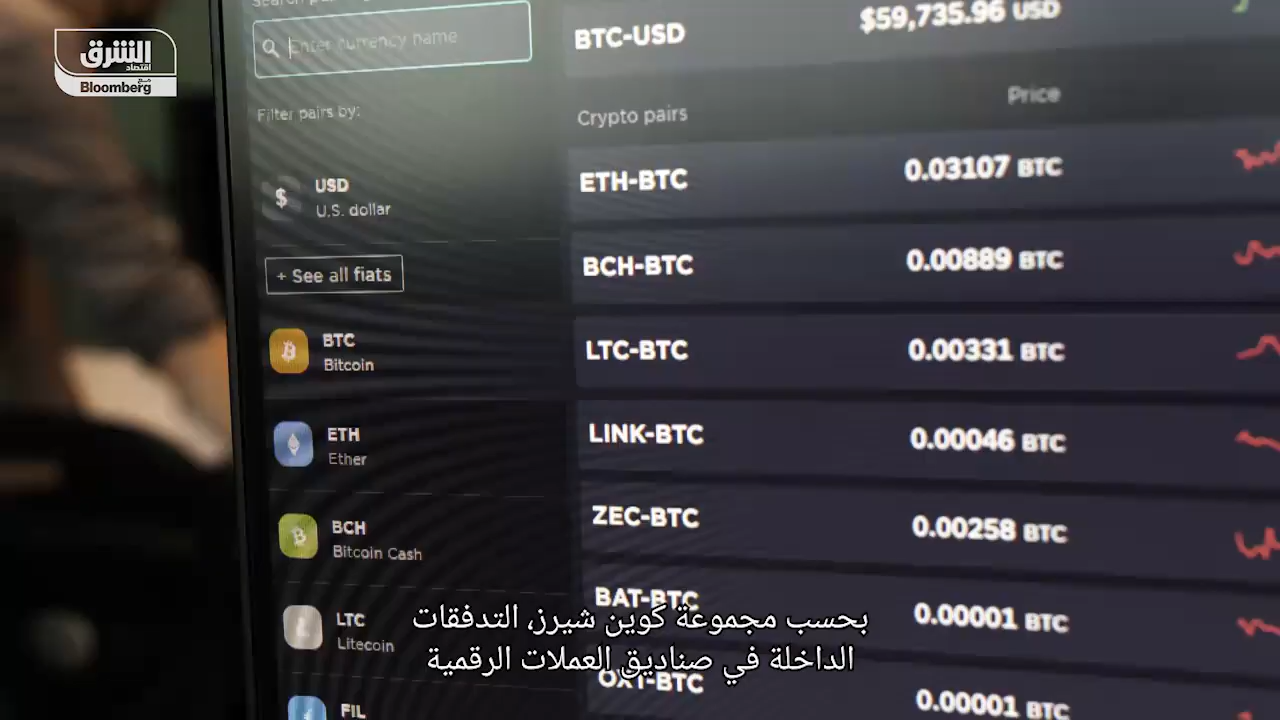 الشرق
اقتصاد
مع
Bloomberg
Enter currency name
Filter pairs by:
$
USD
U.S. dollar
+ See all fiats
BTC
Bitcoin
ETH
Ether
BCH
Bitcoin Cash
LTC
Litecoin
FIL
BTC-USD $59,735.96 USD
Crypto pairs Price
ETH-BTC 0.03107 BTC
BCH-BTC 0.00889 BTC
LTC-BTC 0.00331 BTC
LINK-BTC 0.00046 BTC
ZEC-BTC 0.00258 BTC
BAT-BTC 0.00001 BTC
OXT-BTC 0.00001 BTC
بحسب مجموعة كوين شيرز، التدفقات
الداخلة في صناديق العملات الرقمية